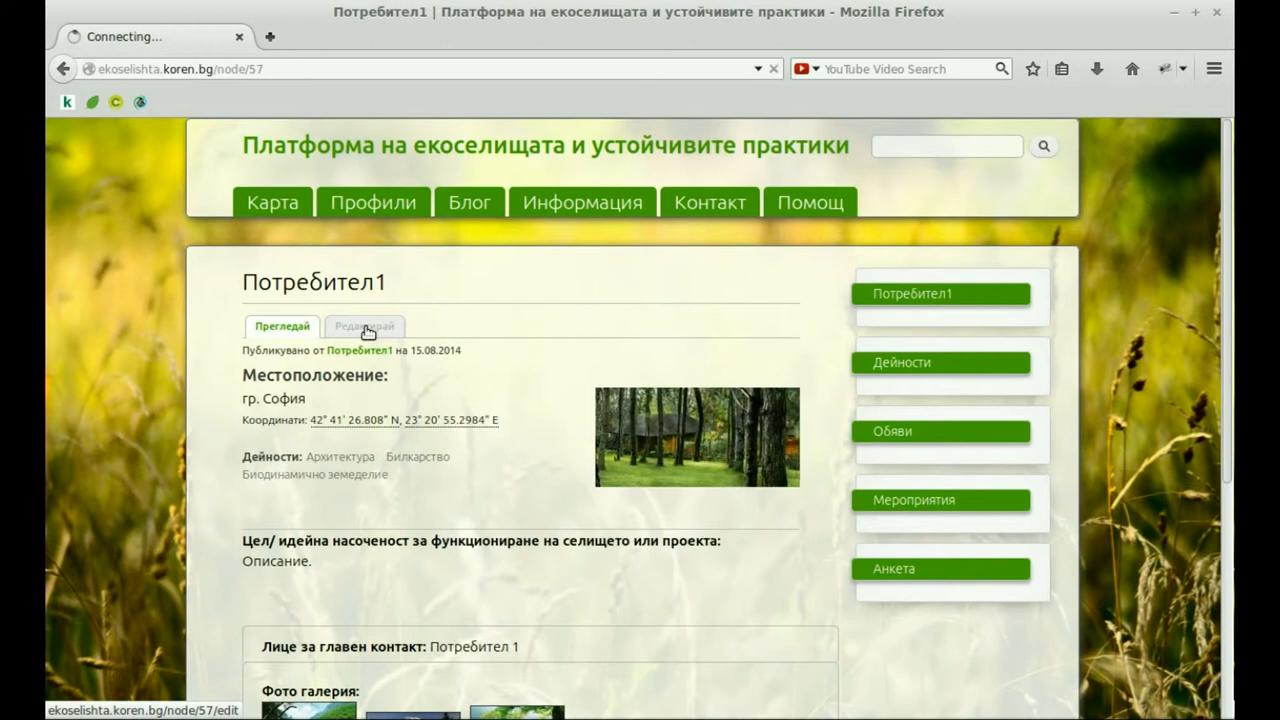 Потребител1 | Платформа на екоселищата и устойчивите практики - Mozilla Firefox
Connecting...
ekoselishta.koren.bg/node/57
YouTube Video Search
Платформа на екоселищата и устойчивите практики
Карта Профили Блог Информация Контакт Помощ
Потребител1
Прегледай Редактирай
Публикувано от Потребител1 на 15.08.2014
Местоположение:
гр. София
Координати: 42° 41' 26.808" N, 23° 20' 55.2984" E
Дейности: Архитектура Билкарство
Биодинамично земеделие
Цел/ идейна насоченост за функциониране на селището или проекта:
Описание.
Лице за главен контакт: Потребител 1
Фото галерия:
Потребител1
Дейности
Обяви
Мероприятия
Анкета
ekoselishta.koren.bg/node/57/edit